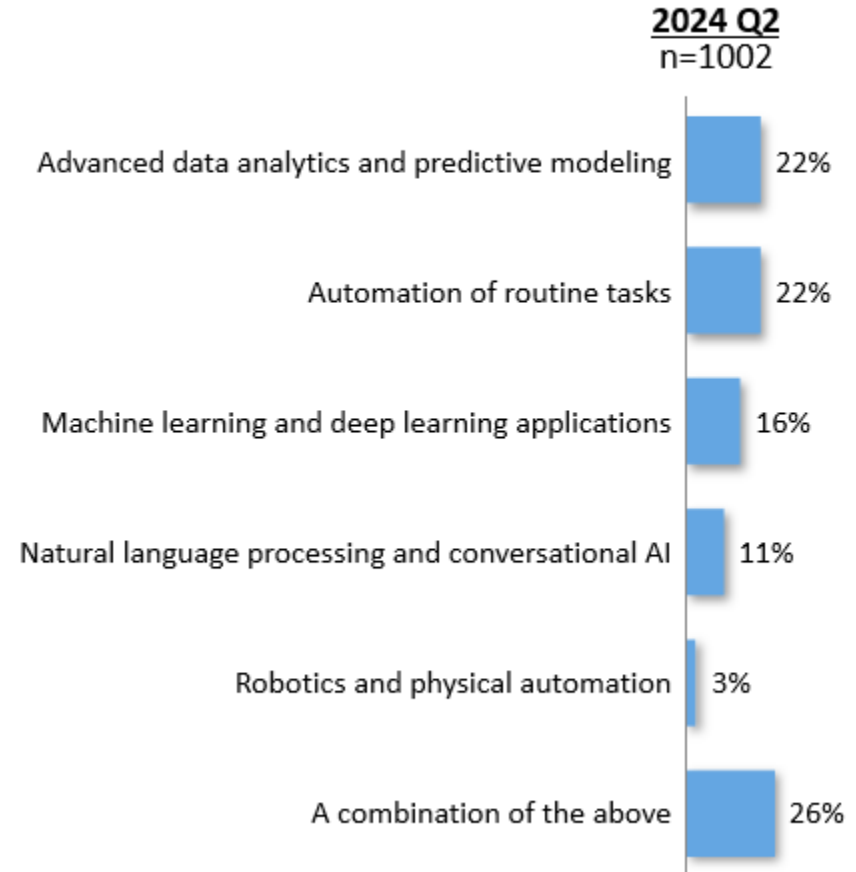 2024 Q2
n=1002
Advanced data analytics and predictive modeling 22%
Automation of routine tasks 22%
Machine learning and deep learning applications 16%
Natural language processing and conversational AI 11%
Robotics and physical automation 3%
A combination of the above 26%